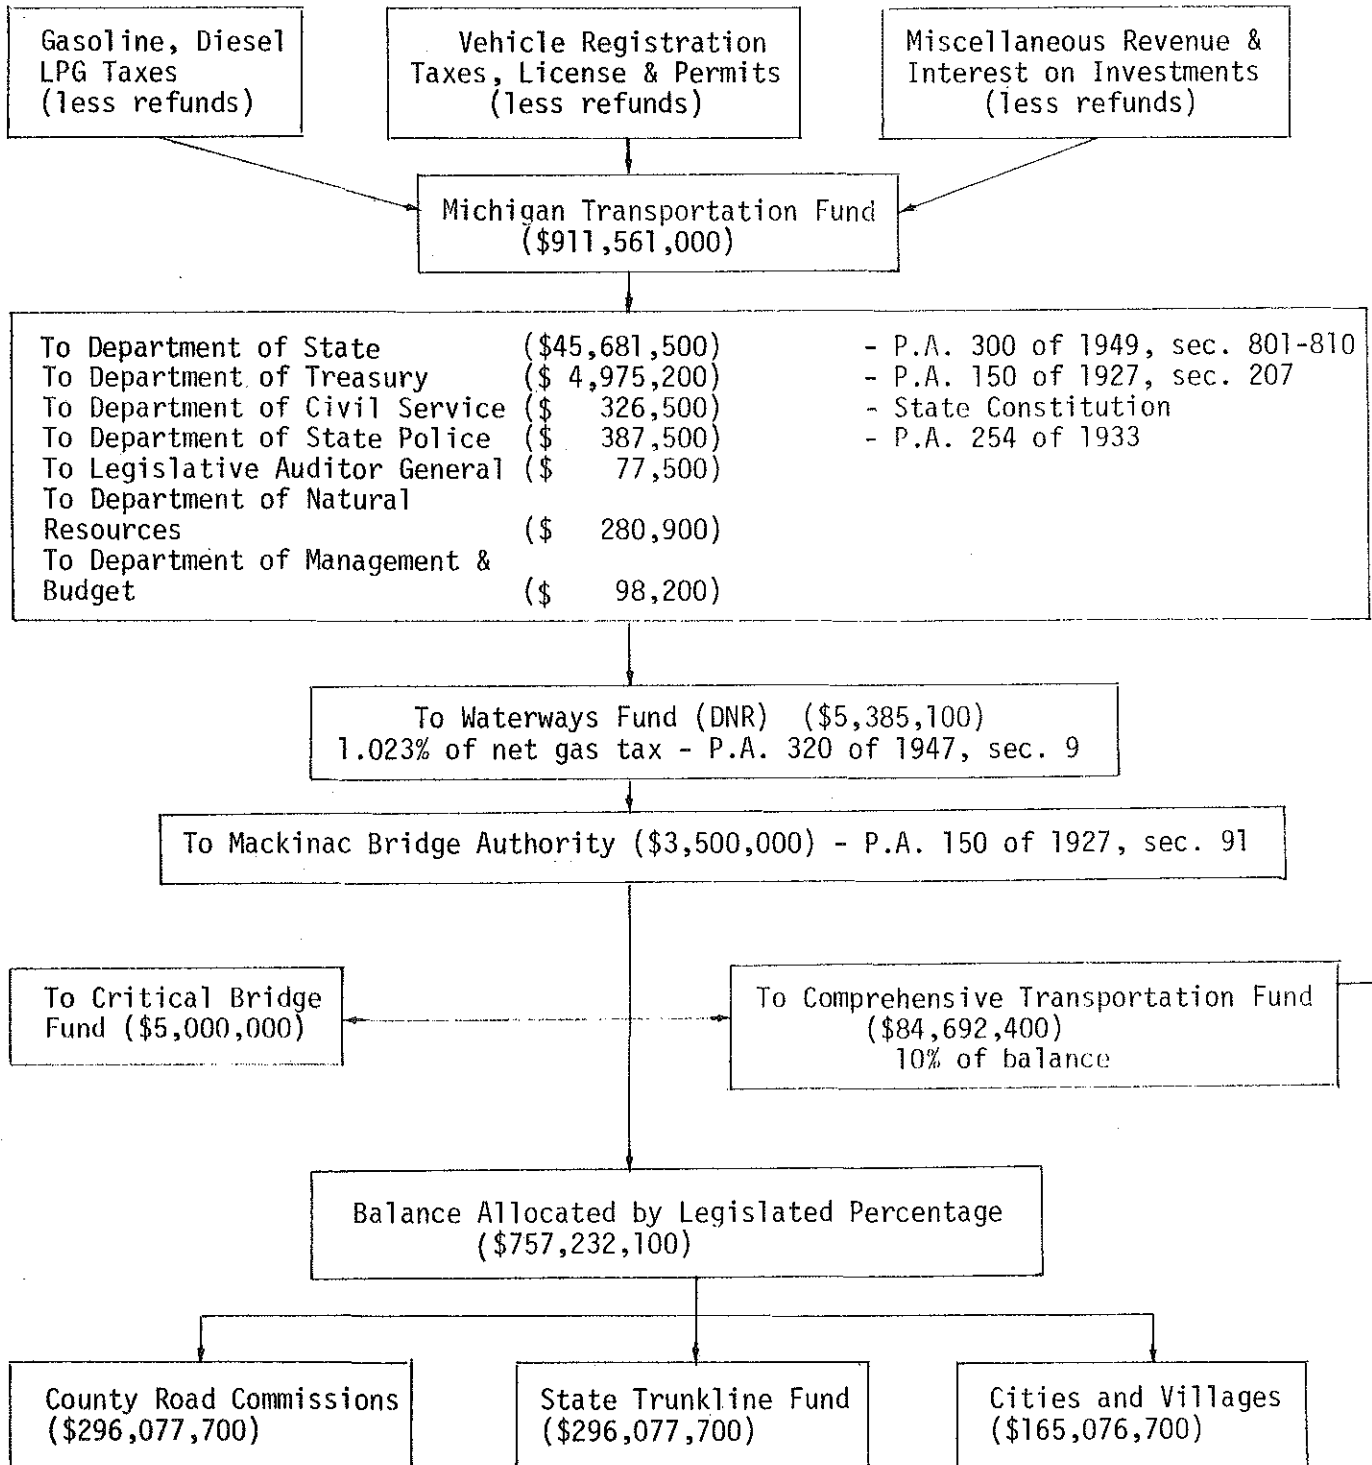 Gasoline, Diesel
LPG Taxes
(less refunds)
Vehicle Registration
Taxes, License & Permits
(less refunds)
Miscellaneous Revenue &
Interest on Investments
(less refunds)
Michigan Transportation Fund
($911,561,000)
To Department of State ($45,681,500) - P.A. 300 of 1949, sec. 801-810
To Department of Treasury ($ 4,975,200) - P.A. 150 of 1927, sec. 207
To Department of Civil Service ($ 326,500) - State Constitution
To Department of State Police ($ 387,500) - P.A. 254 of 1933
To Legislative Auditor General ($ 77,500)
To Department of Natural
Resources ($ 280,900)
To Department of Management &
Budget ($ 98,200)
To Waterways Fund (DNR) ($5,385,100)
1.023% of net gas tax - P.A. 320 of 1947, sec. 9
To Mackinac Bridge Authority ($3,500,000) - P.A. 150 of 1927, sec. 91
To Critical Bridge
Fund ($5,000,000)
To Comprehensive Transportation Fund
($84,692,400)
10% of balance
Balance Allocated by Legislated Percentage
($757,232,100)
County Road Commissions
($296,077,700)
State Trunkline Fund
($296,077,700)
Cities and Villages
($165,076,700)